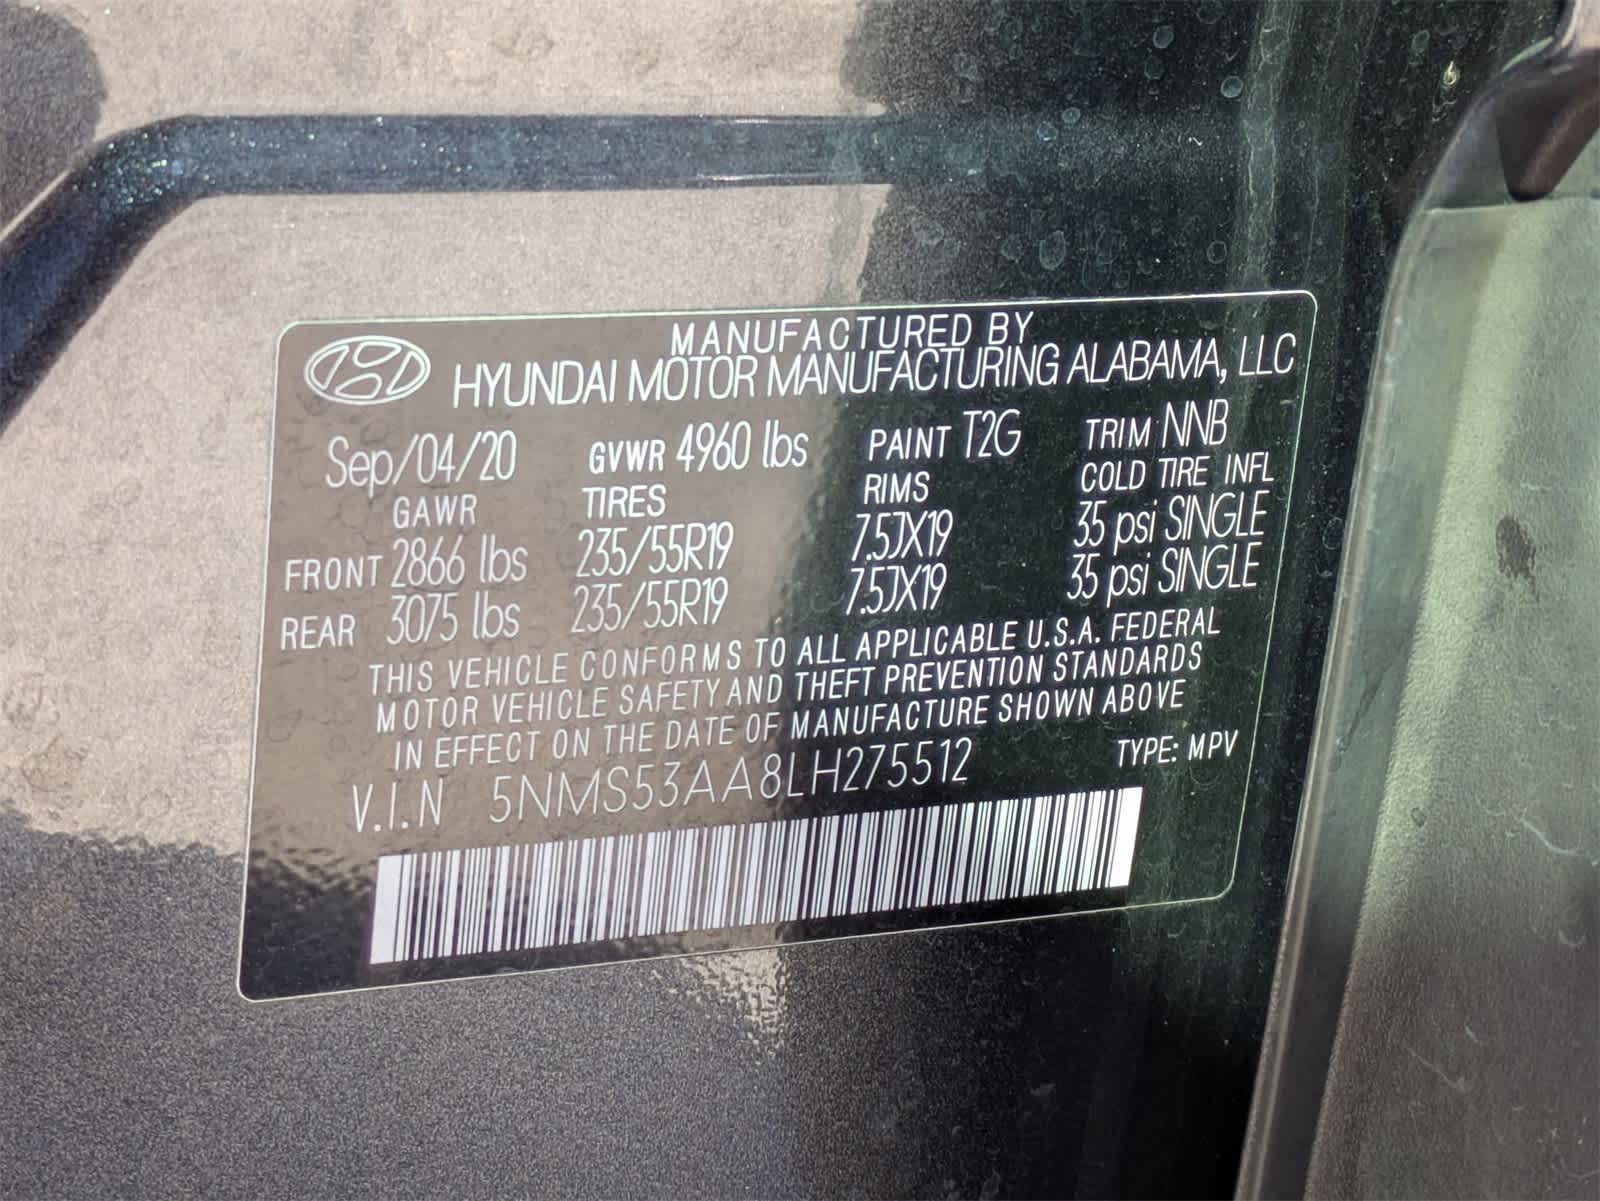 MANUFACTURED BY
HYUNDAI MOTOR MANUFACTURING ALABAMA, LLC
Sep/04/20 GVWR 4960 lbs PAINT T2G TRIM NNB
GAWR TIRES RIMS COLD TIRE INFL
FRONT 2866 lbs 235/55R19 7.5JX19 35 psi SINGLE
REAR 3075 lbs 235/55R19 7.5JX19 35 psi SINGLE
THIS VEHICLE CONFORMS TO ALL APPLICABLE U.S.A. FEDERAL
MOTOR VEHICLE SAFETY AND THEFT PREVENTION STANDARDS
IN EFFECT ON THE DATE OF MANUFACTURE SHOWN ABOVE
V.I.N 5NMS53AA8LH275512 TYPE: MPV